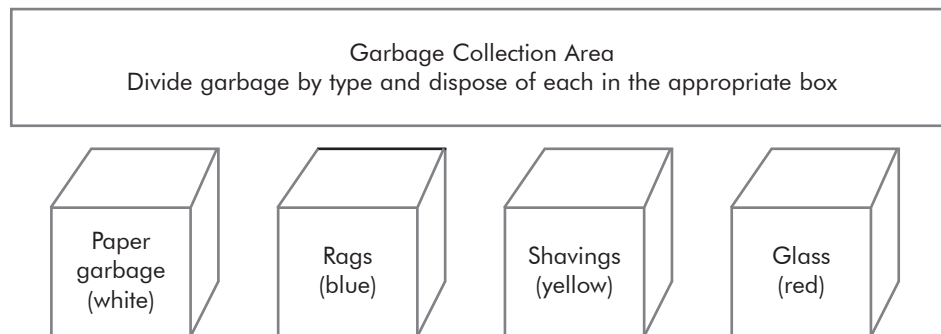 Garbage Collection Area
Divide garbage by type and dispose of each in the appropriate box
Paper
garbage
(white)
Rags
(blue)
Shavings
(yellow)
Glass
(red)